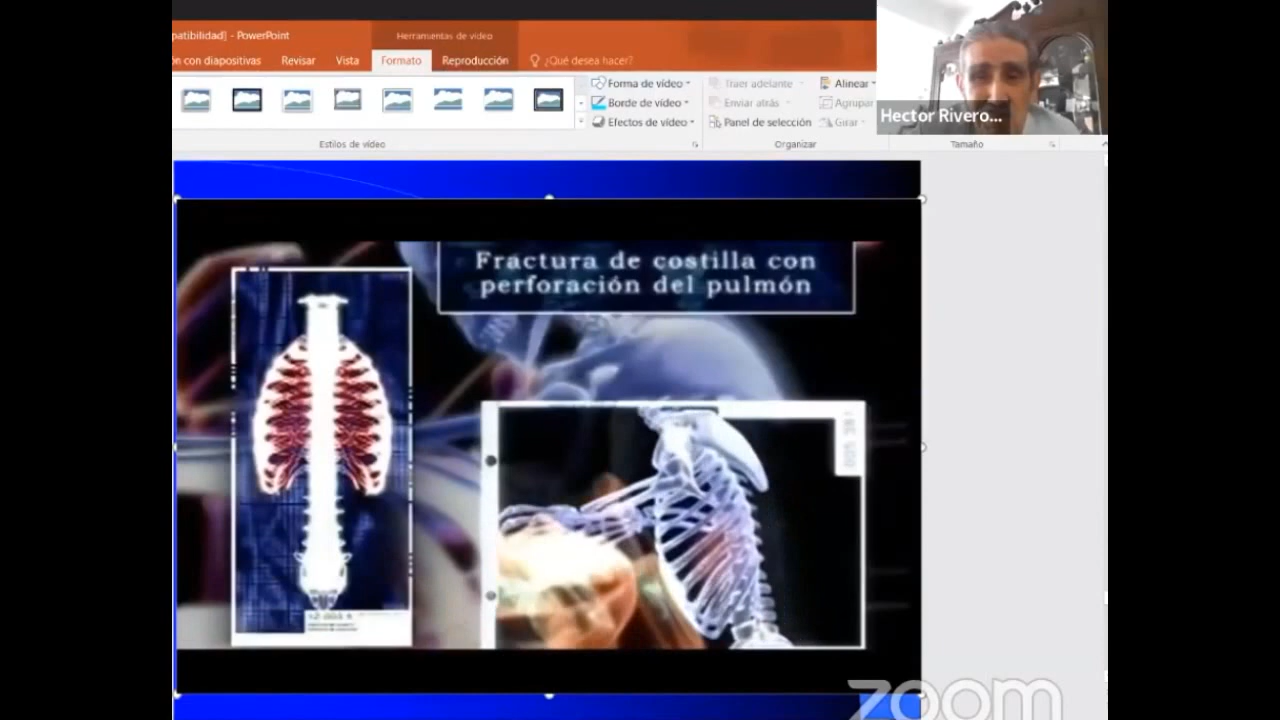 patibilidad] - PowerPoint
Herramientas de vídeo
ón con diapositivas
Revisar
Vista
Formato
Reproducción
¿Qué desea hacer?
Forma de vídeo
Borde de vídeo
Efectos de vídeo
Traer adelante
Enviar atrás
Panel de selección
Alinear
Agrupar
Girar
Estilos de vídeo
Organizar
Tamaño
Hector Rivero...
Fractura de costilla con
perforación del pulmón
zoom